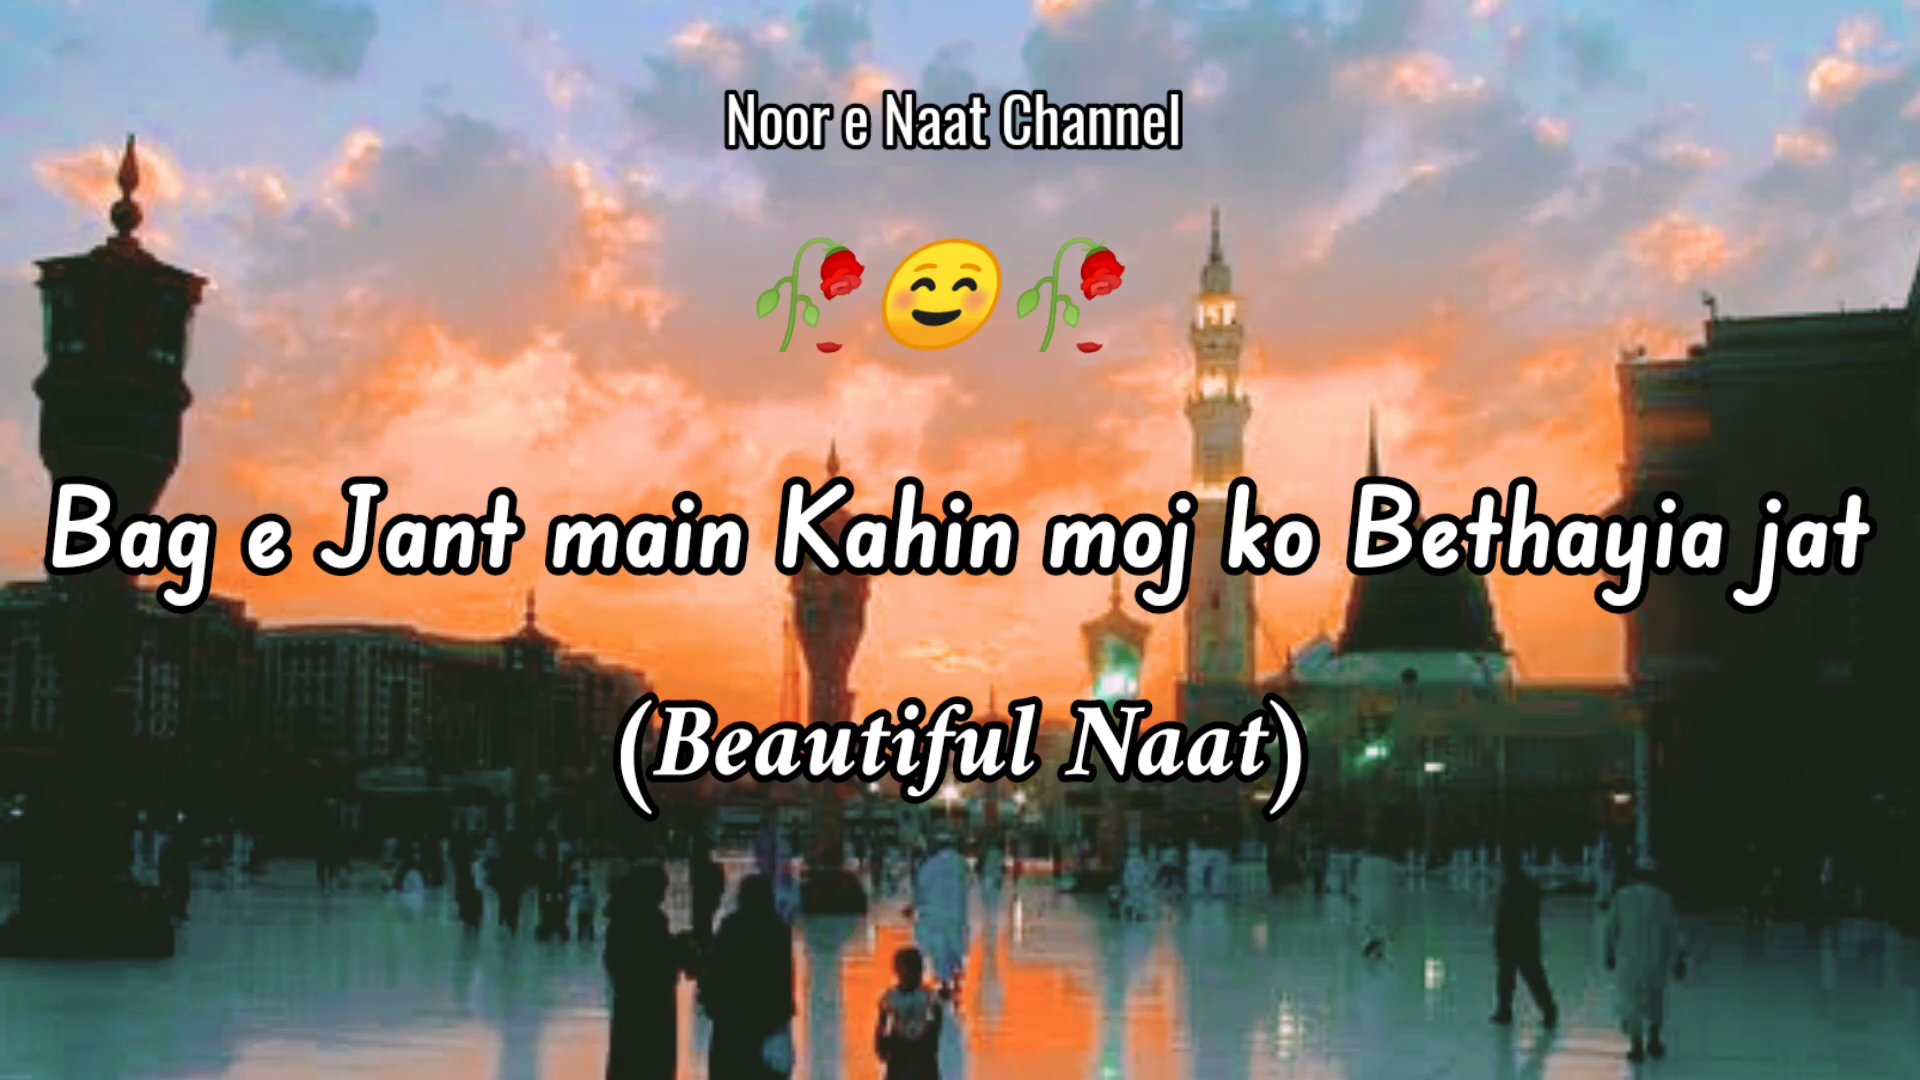 Noor e Naat Channel
Bag e Jant main Kahin moj ko Bethayia jat
(Beautiful Naat)